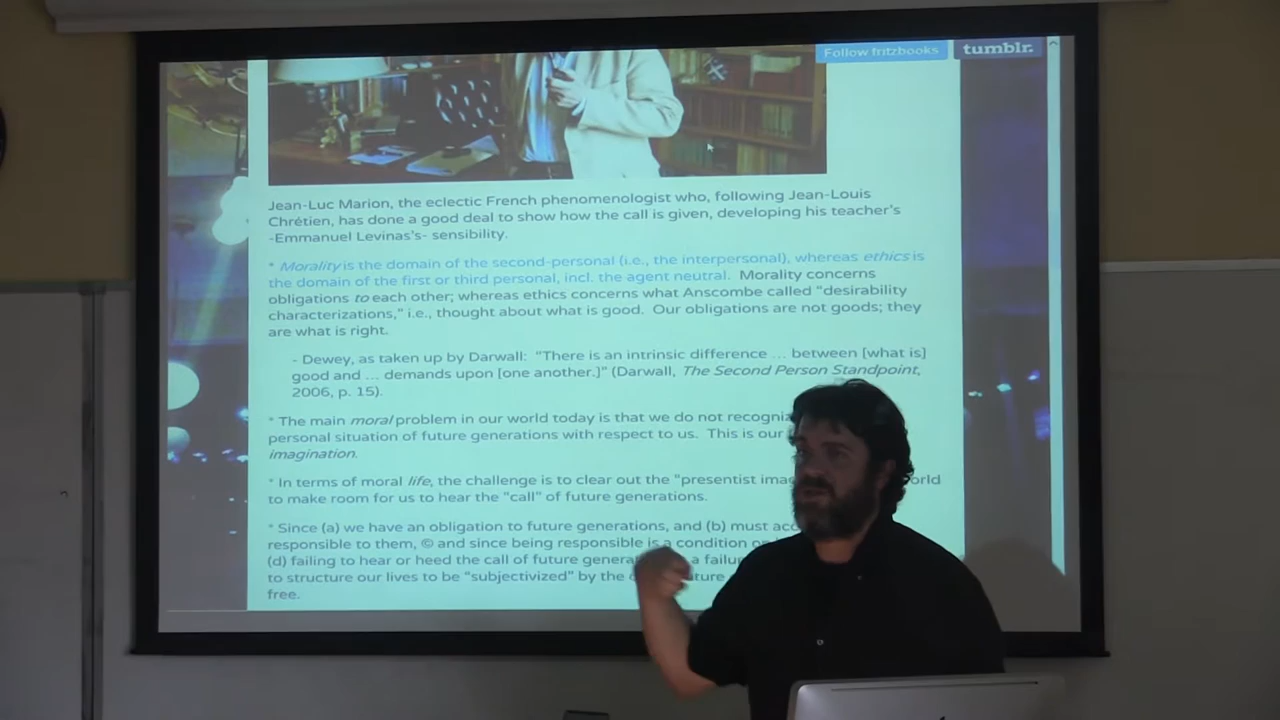 Follow fritzbooks
tumblr.
Jean-Luc Marion, the eclectic French phenomenologist who, following Jean-Louis
Chrétien, has done a good deal to show how the call is given, developing his teacher's
-Emmanuel Levinas's- sensibility.
* Morality is the domain of the second-personal (i.e., the interpersonal), whereas ethics is
the domain of the first or third personal, incl. the agent neutral. Morality concerns
obligations to each other; whereas ethics concerns what Anscombe called "desirability
characterizations," i.e., thought about what is good. Our obligations are not goods; they
are what is right.
- Dewey, as taken up by Darwall: "There is an intrinsic difference ... between [what is]
good and ... demands upon [one another.]" (Darwall, The Second Person Standpoint,
2006, p. 15).
* The main moral problem in our world today is that we do not
personal situation of future generations with respect to us. This is our
imagination.
* In terms of moral life, the challenge is to clear out the "presentist
to make room for us to hear the "call" of future generations.
* Since (a) we have an obligation to future generations, and (b) must
responsible to them, © and since being responsible is a condition
(d) failing to hear or heed the call of future a
to structure our lives to be "subjectivized" by the
free.